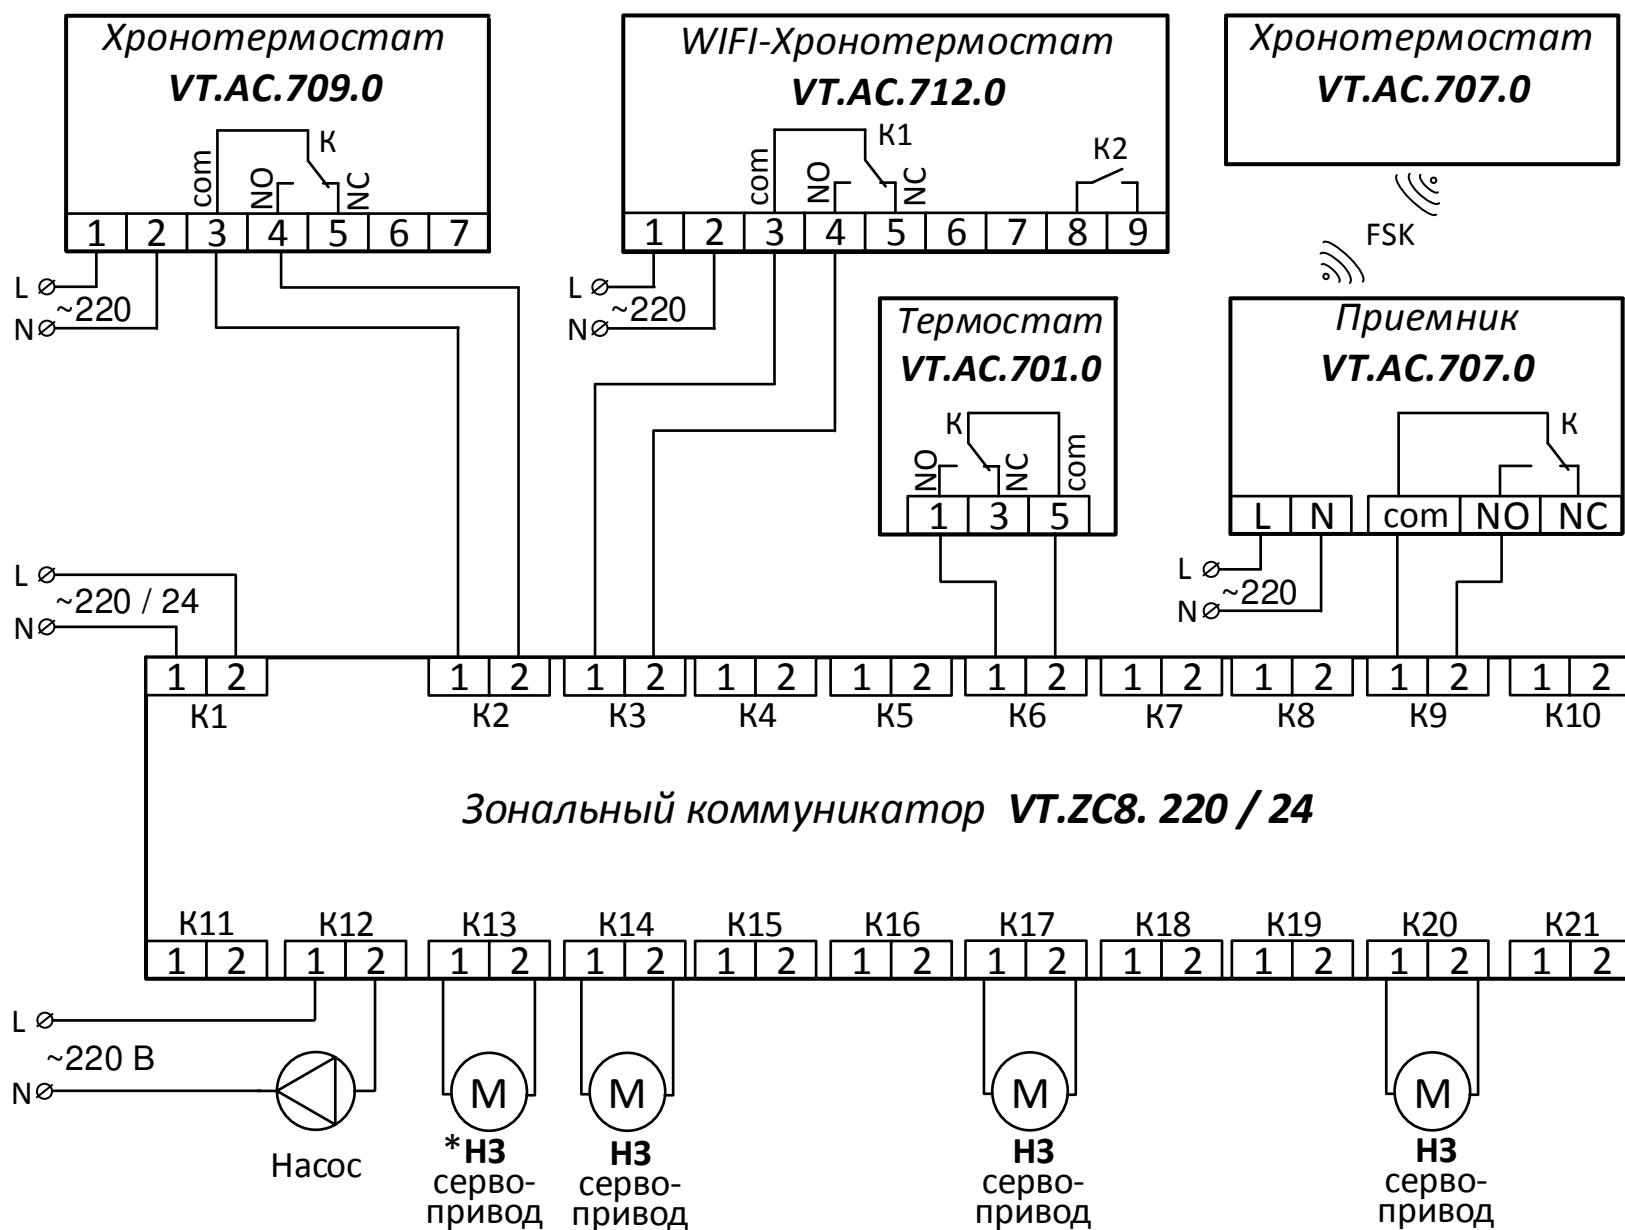 Хронотермостат
VT.AC.709.0
К
com
NO
NC
1 2 3 4 5 6 7
L
~220
N
WIFI-Хронотермостат
VT.AC.712.0
К1
К2
com
NO
NC
1 2 3 4 5 6 7 8 9
L
~220
N
Хронотермостат
VT.AC.707.0
FSK
Термостат
VT.AC.701.0
К
NO
NC
com
1 3 5
Приемник
VT.AC.707.0
К
L N com NO NC
L
~220
N
L
~220 / 24
N
1 2 1 2 1 2 1 2 1 2 1 2 1 2 1 2 1 2 1 2
К1 К2 К3 К4 К5 К6 К7 К8 К9 К10
Зональный коммуникатор VT.ZC8. 220 / 24
К11 К12 К13 К14 К15 К16 К17 К18 К19 К20 К21
1 2 1 2 1 2 1 2 1 2 1 2 1 2 1 2 1 2 1 2 1 2
L
~220 В
N
Насос
М
*НЗ
серво-
привод
М
НЗ
серво-
привод
М
НЗ
серво-
привод
М
НЗ
серво-
привод